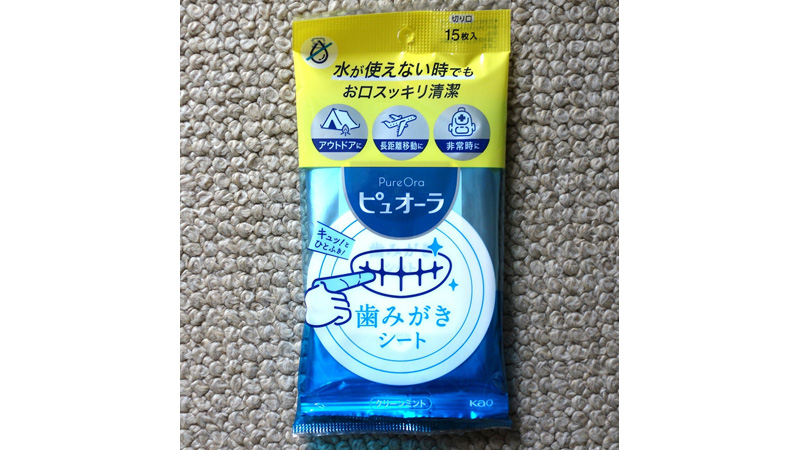 切り口
15枚入
水が使えない時でも
お口スッキリ清潔
アウトドアに
長距離移動に
非常時に
PureOra
ピュオーラ
キュッ!と
ひとふき!
歯みがき
シート
クリーンミント
Kao